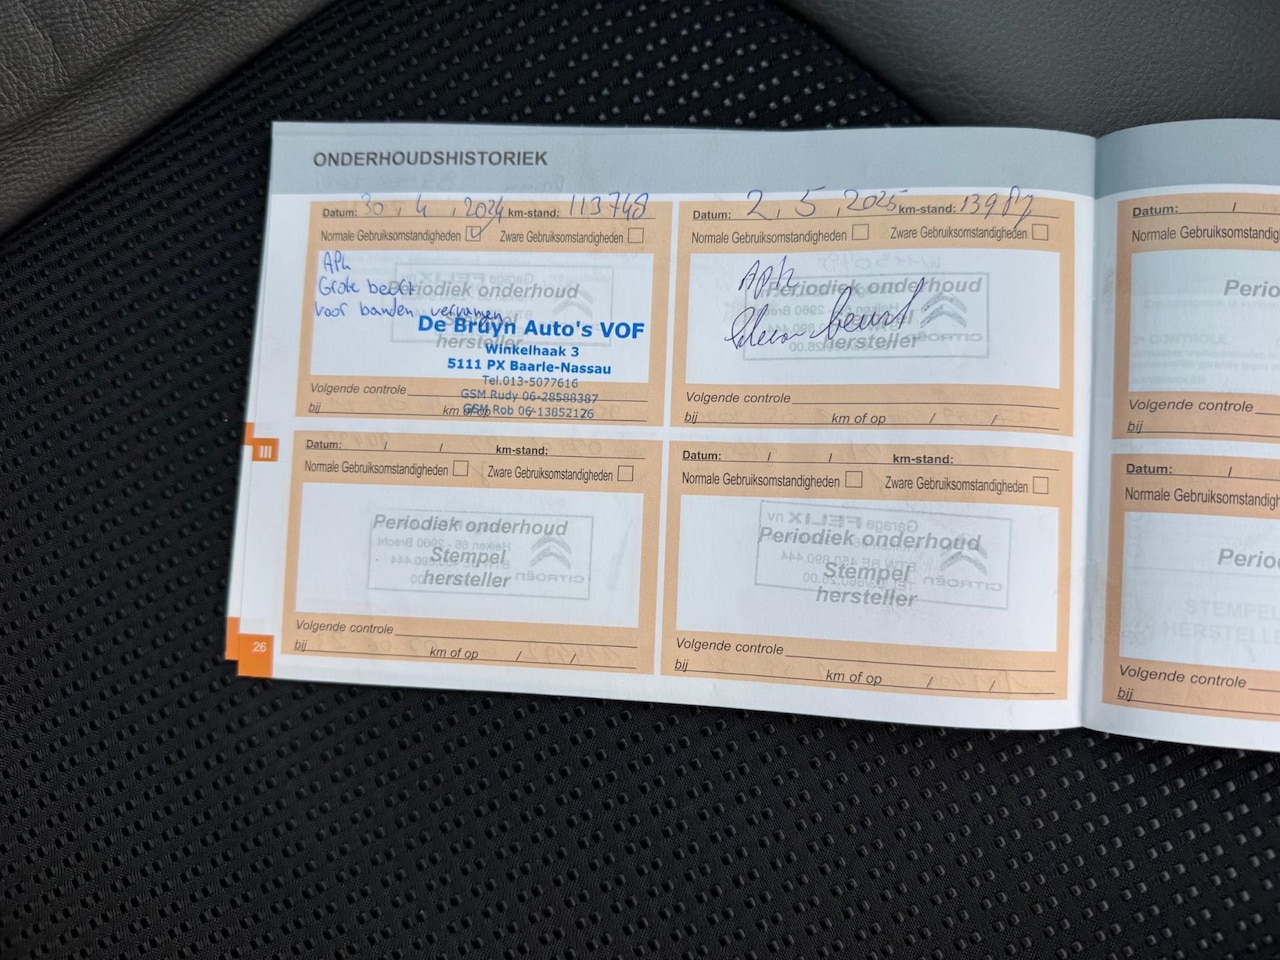 ONDERHOUDSHISTORIEK
Datum: 30 . 4 . 2024 km-stand: 113748
Normale Gebruiksomstandigheden Zware Gebruiksomstandigheden
APK
Grote beurt
voor banden vervangen
Periodiek onderhoud
Stempel
hersteller
De Bruyn Auto's VOF
Winkelhaak 3
5111 PX Baarle-Nassau
Tel.013-5077616
GSM Rudy 06-28588387
GSM Rob 06-13852126
Volgende controle
bij km of op / /
Datum: 2 . 5 . 2025 km-stand:
Normale Gebruiksomstandigheden Zware Gebruiksomstandigheden
APK
Periodiek onderhoud
beurt
hersteller
Volgende controle
bij km of op / /
III
Datum: / / km-stand:
Normale Gebruiksomstandigheden Zware Gebruiksomstandigheden
Periodiek onderhoud
Stempel
hersteller
Volgende controle
bij km of op / /
Datum: / / km-stand:
Normale Gebruiksomstandigheden Zware Gebruiksomstandigheden
Periodiek onderhoud
Stempel
hersteller
Volgende controle
bij km of op / /
26
Datum: /
Normale Gebruiksomstandigh
Perio
Volgende controle
bij
Datum: /
Normale Gebruiksomstandig
Perio
Volgende controle
bij